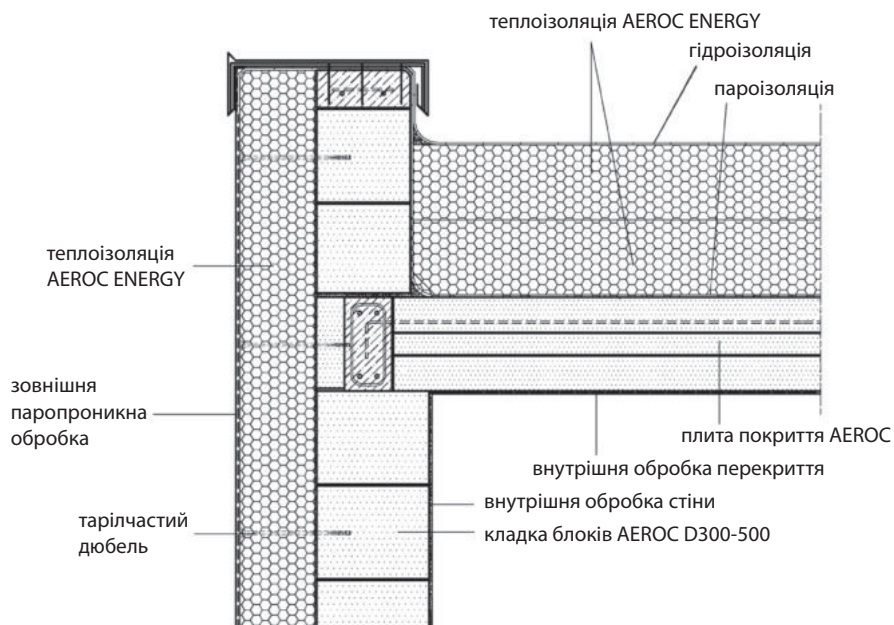 теплоізоляція AEROC ENERGY
гідроізоляція
пароізоляція
теплоізоляція
AEROC ENERGY
зовнішня
паропроникна
обробка
плита покриття AEROC
внутрішня обробка перекриття
внутрішня обробка стіни
тарілчастий
дюбель
кладка блоків AEROC D300-500